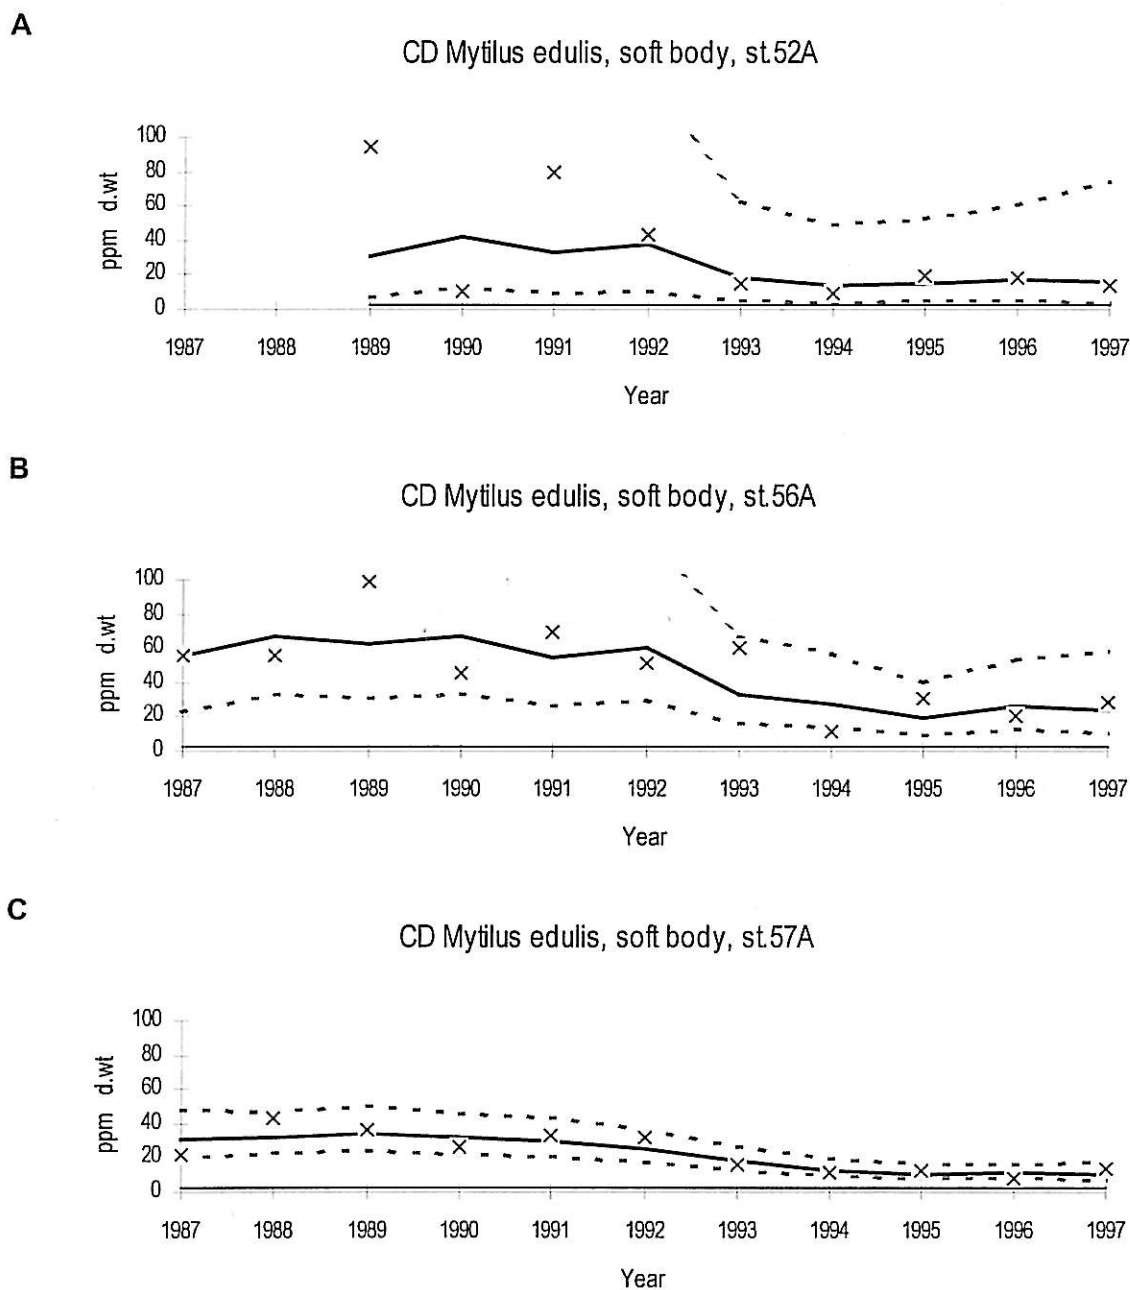 A
CD Mytilus edulis, soft body, st.52A
100
80
60
40
20
0
ppm d.wt
1987 1988 1989 1990 1991 1992 1993 1994 1995 1996 1997
Year
B
CD Mytilus edulis, soft body, st.56A
100
80
60
40
20
0
ppm d.wt
1987 1988 1989 1990 1991 1992 1993 1994 1995 1996 1997
Year
C
CD Mytilus edulis, soft body, st.57A
100
80
60
40
20
0
ppm d.wt
1987 1988 1989 1990 1991 1992 1993 1994 1995 1996 1997
Year